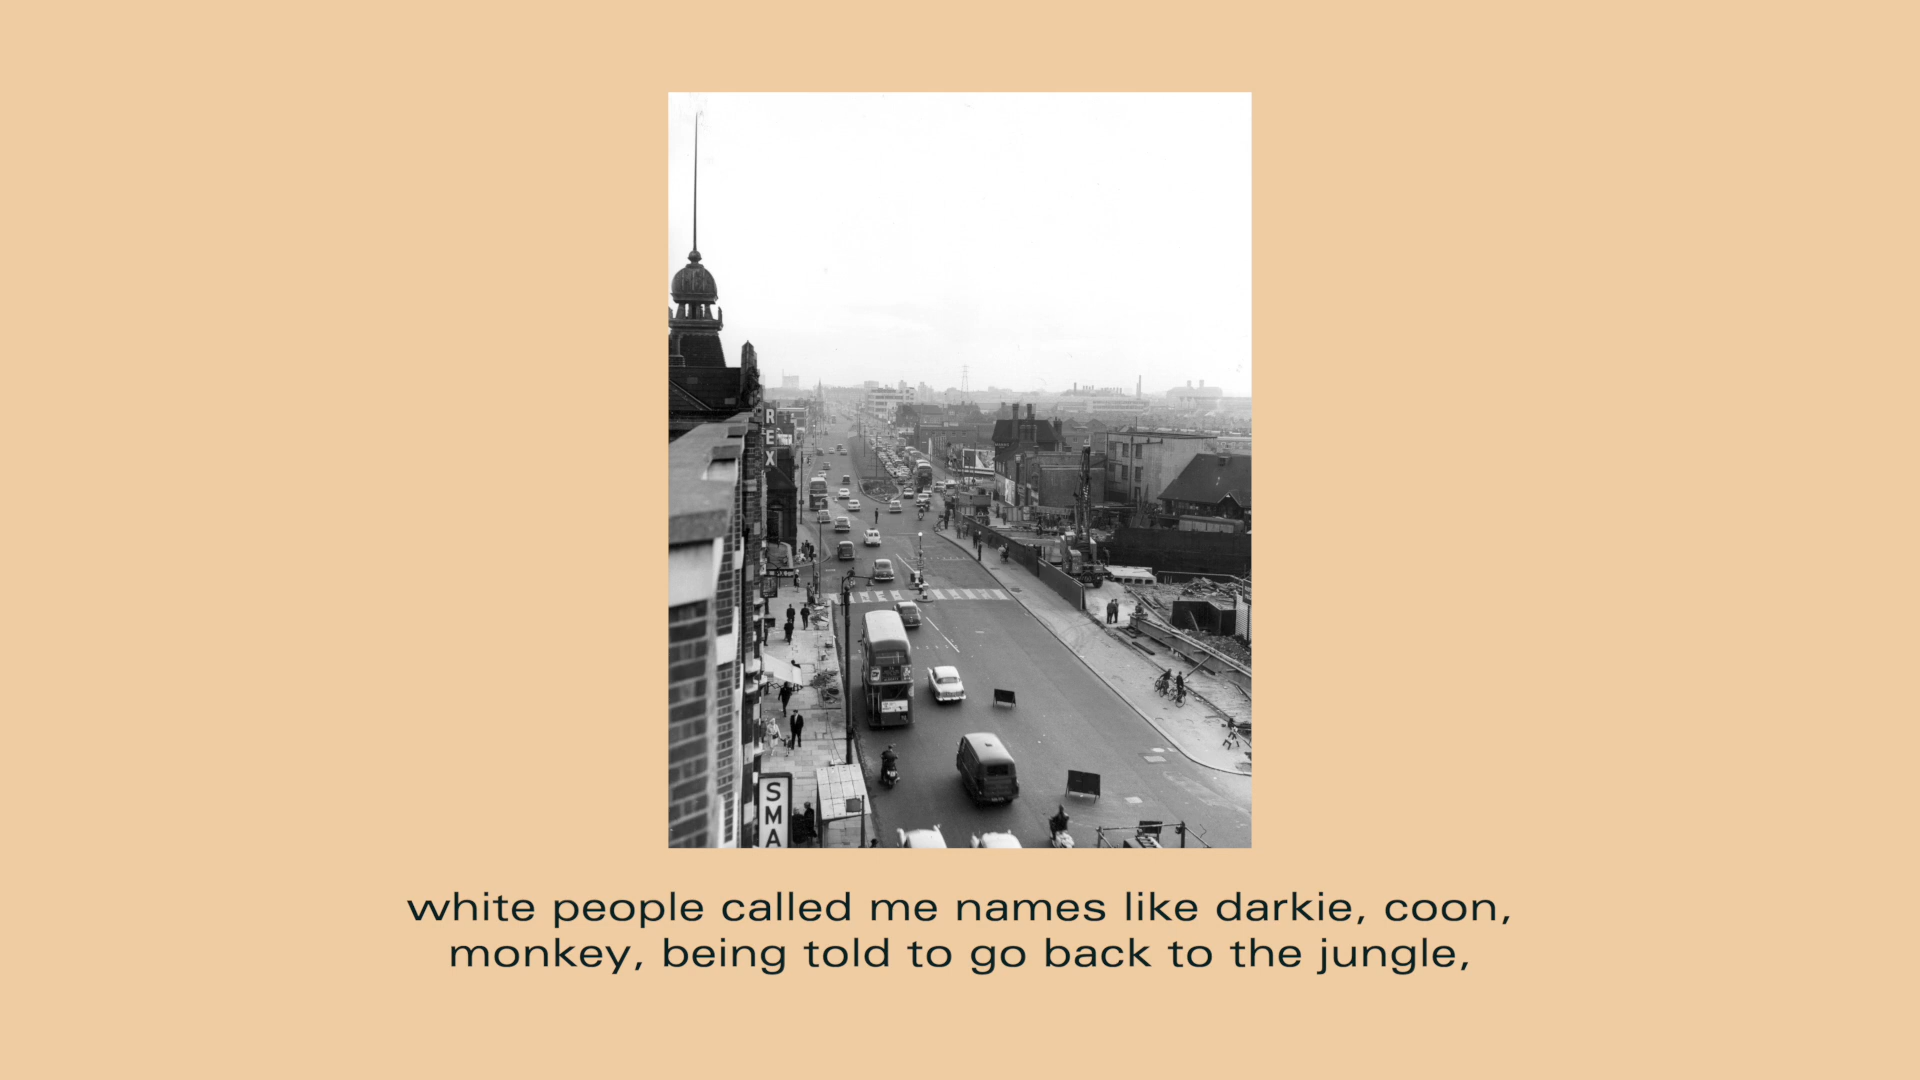 REX
SMA
white people called me names like darkie, coon,
monkey, being told to go back to the jungle,